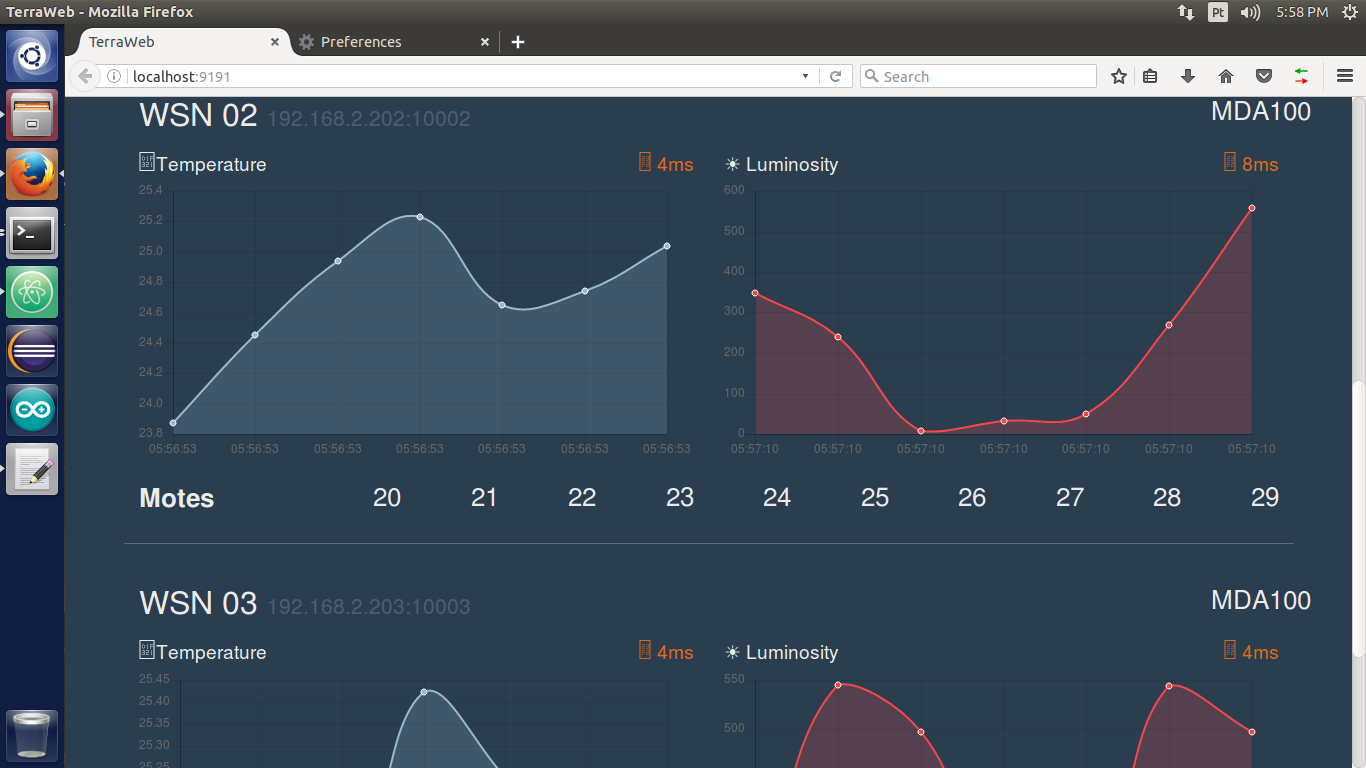 TerraWeb - Mozilla Firefox
Pt
5:58 PM
TerraWeb
Preferences
localhost:9191
Search
WSN 02 192.168.2.202:10002
MDA100
Temperature
4ms
☀ Luminosity
8ms
25.4
25.2
25.0
24.8
24.6
24.4
24.2
24.0
23.8
05:56:53 05:56:53 05:56:53 05:56:53 05:56:53 05:56:53 05:56:53
600
500
400
300
200
100
0
05:57:10 05:57:10 05:57:10 05:57:10 05:57:10 05:57:10 05:57:10
Motes 20 21 22 23 24 25 26 27 28 29
WSN 03 192.168.2.203:10003
MDA100
Temperature
4ms
☀ Luminosity
4ms
25.45
25.40
25.35
25.30
25.25
550
500